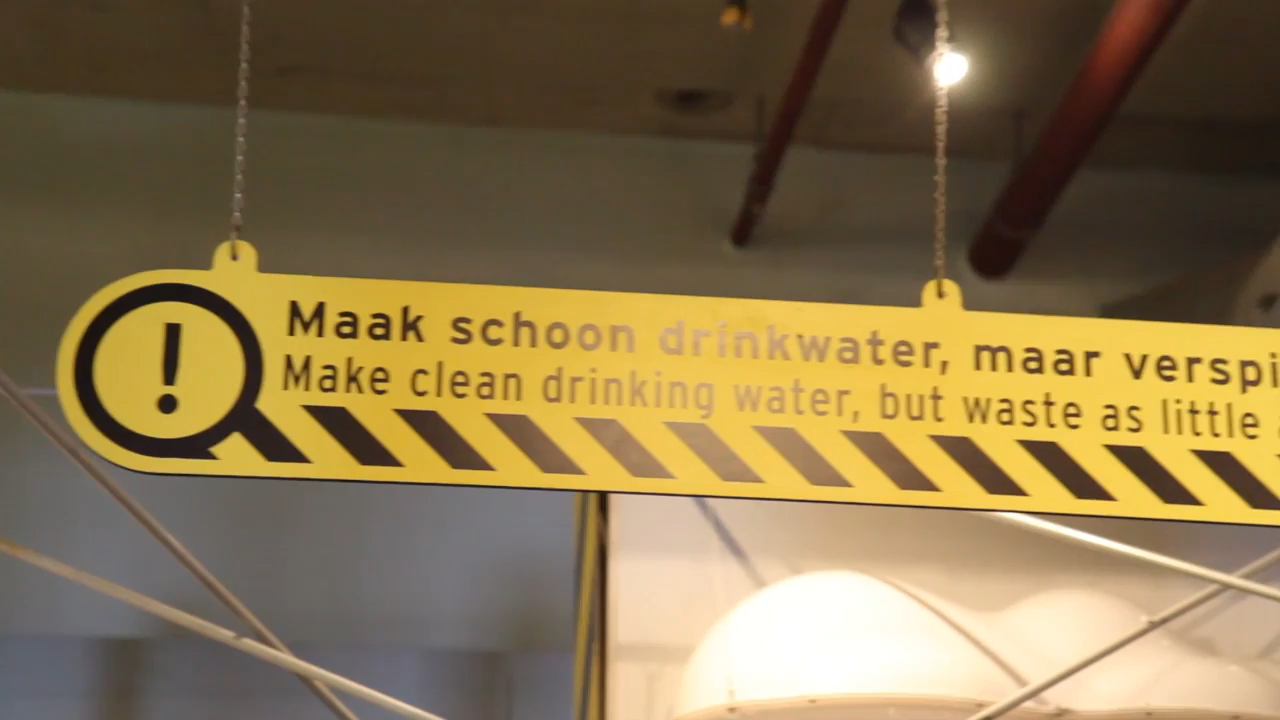 Maak schoon drinkwater, maar verspi
Make clean drinking water, but waste as little